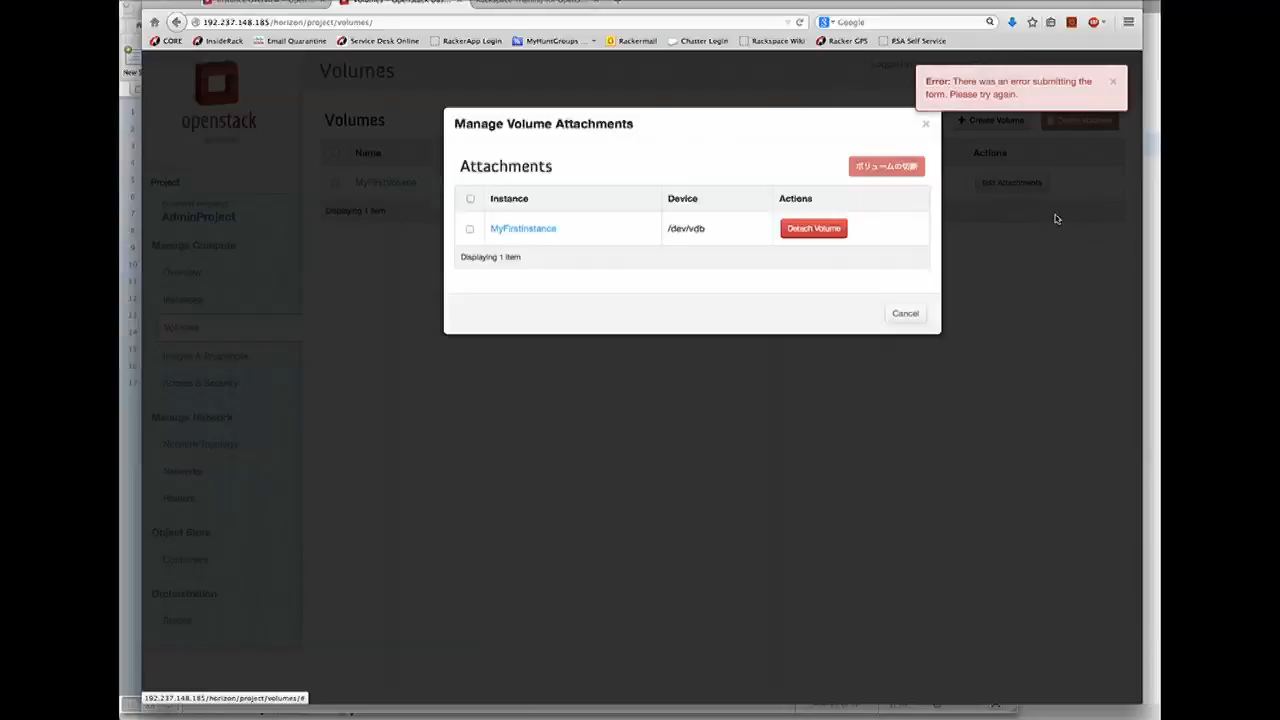 192.237.148.185/horizon/project/volumes/
Google
CORE InsideRack Email Quarantine Service Desk Online RackerApp Login MyHuntGroups Rackermail Chatter Login Rackspace Wiki Racker GPS RSA Self Service
Volumes
Error: There was an error submitting the
form. Please try again.
openstack
Volumes
+ Create Volume
Manage Volume Attachments
Attachments
ボリュームの切断
Name
Actions
Project
MyFirstVolume
Edit Attachments
Displaying 1 item
AdminProject
Instance Device Actions
MyFirstInstance /dev/vdb Detach Volume
Displaying 1 item
Cancel
Manage Compute
Overview
Instances
Volumes
Images & Snapshots
Access & Security
Manage Network
Network Topology
Networks
Routers
Object Store
Containers
Orchestration
Stacks
192.237.148.185/horizon/project/volumes/#